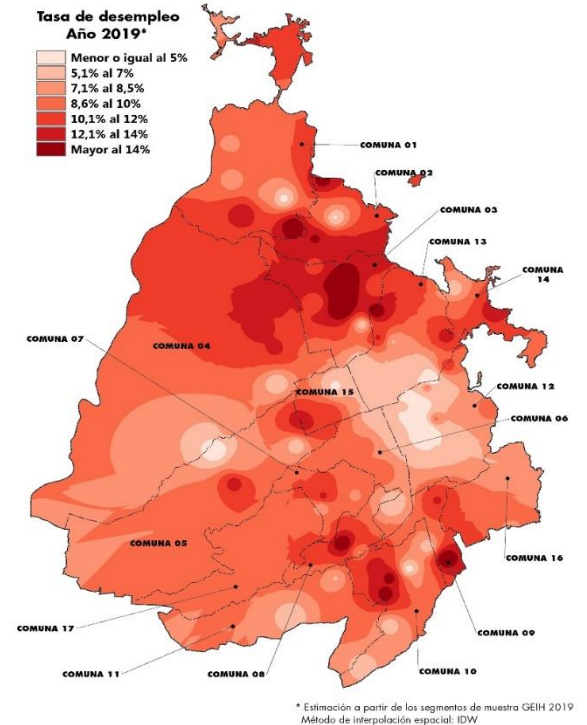 Tasa de desempleo
Año 2019*
Menor o igual al 5%
5,1% al 7%
7,1% al 8,5%
8,6% al 10%
10,1% al 12%
12,1% al 14%
Mayor al 14%
COMUNA 01
COMUNA 02
COMUNA 03
COMUNA 13
COMUNA
14
COMUNA 07
COMUNA 04
COMUNA 15
COMUNA 12
COMUNA 06
COMUNA 05
COMUNA 16
COMUNA 17
COMUNA 09
COMUNA 11
COMUNA 08
COMUNA 10
* Estimación a partir de los segmentos de muestra GEIH 2019
Método de interpolación espacial: IDW